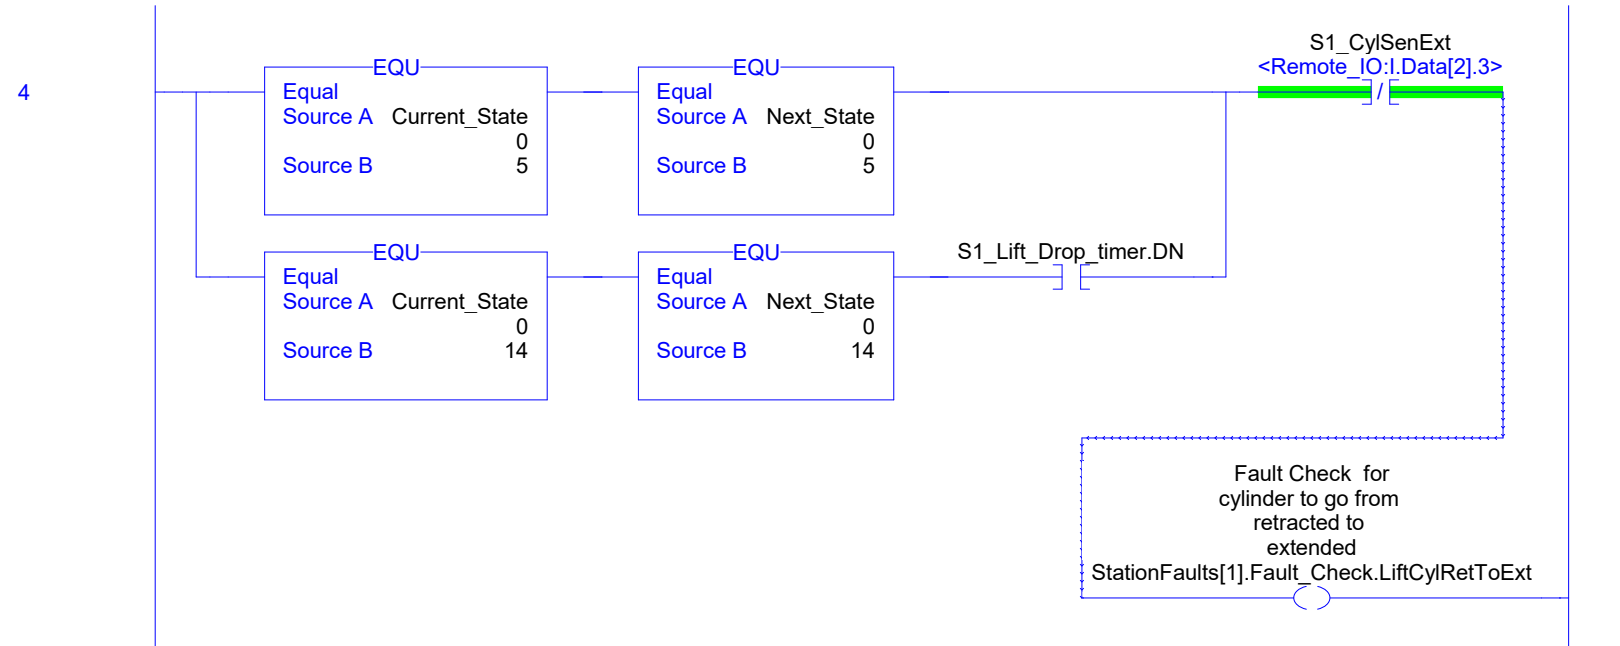 S1_CylSenExt
<Remote_IO:I.Data[2].3>
4
EQU
Equal
Source A Current_State
0
Source B 5
EQU
Equal
Source A Next_State
0
Source B 5
/
EQU
Equal
Source A Current_State
0
Source B 14
EQU
Equal
Source A Next_State
0
Source B 14
S1_Lift_Drop_timer.DN
Fault Check for
cylinder to go from
retracted to
extended
StationFaults[1].Fault_Check.LiftCylRetToExt